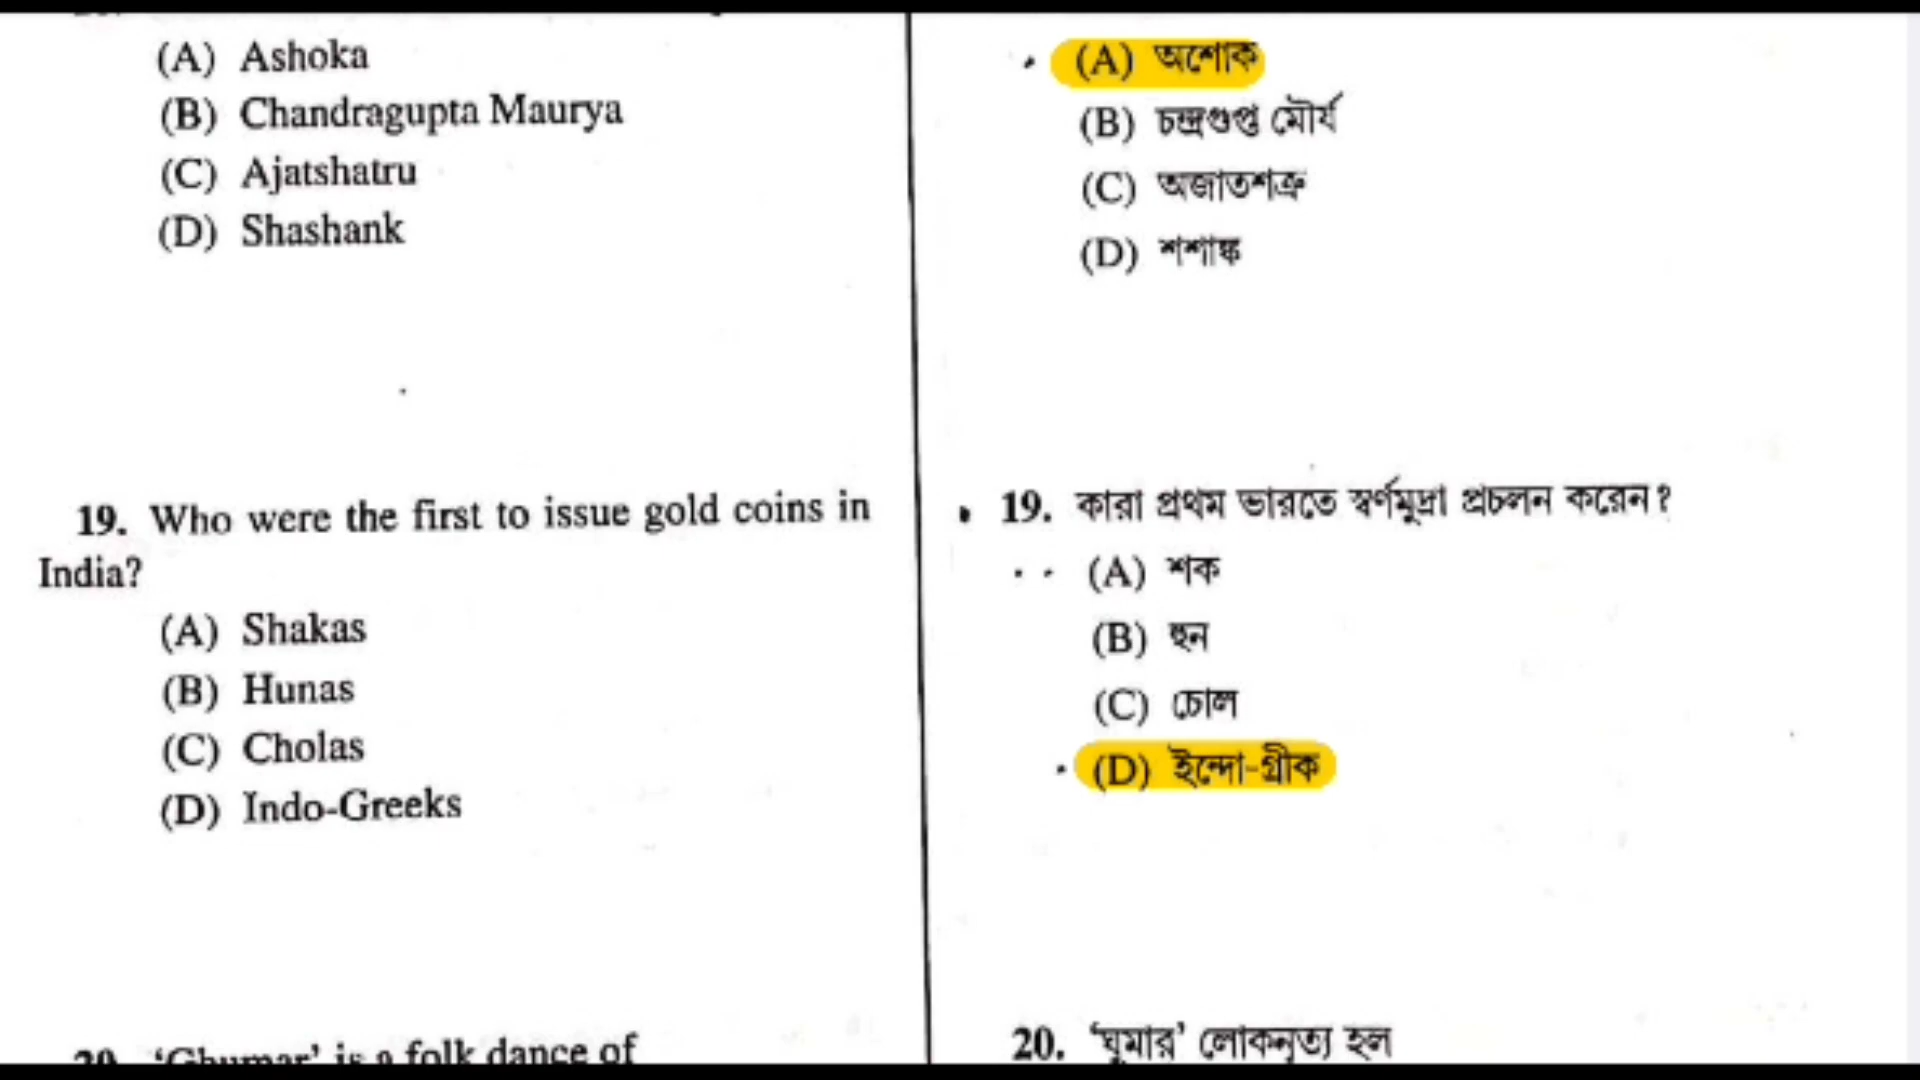 (A) Ashoka
(B) Chandragupta Maurya
(C) Ajatshatru
(D) Shashank
19. Who were the first to issue gold coins in
India?
(A) Shakas
(B) Hunas
(C) Cholas
(D) Indo-Greeks
20. ‘Ghumar’ is a folk dance of
(A) অশোক
(B) চন্দ্রগুপ্ত মৌর্য
(C) অজাতশত্রু
(D) শশাঙ্ক
19. কারা প্রথম ভারতে স্বর্ণমুদ্রা প্রচলন করেন?
(A) শক
(B) হুন
(C) চোল
(D) ইন্দো-গ্রীক
20. ‘ঘুমার’ লোকনৃত্য হল